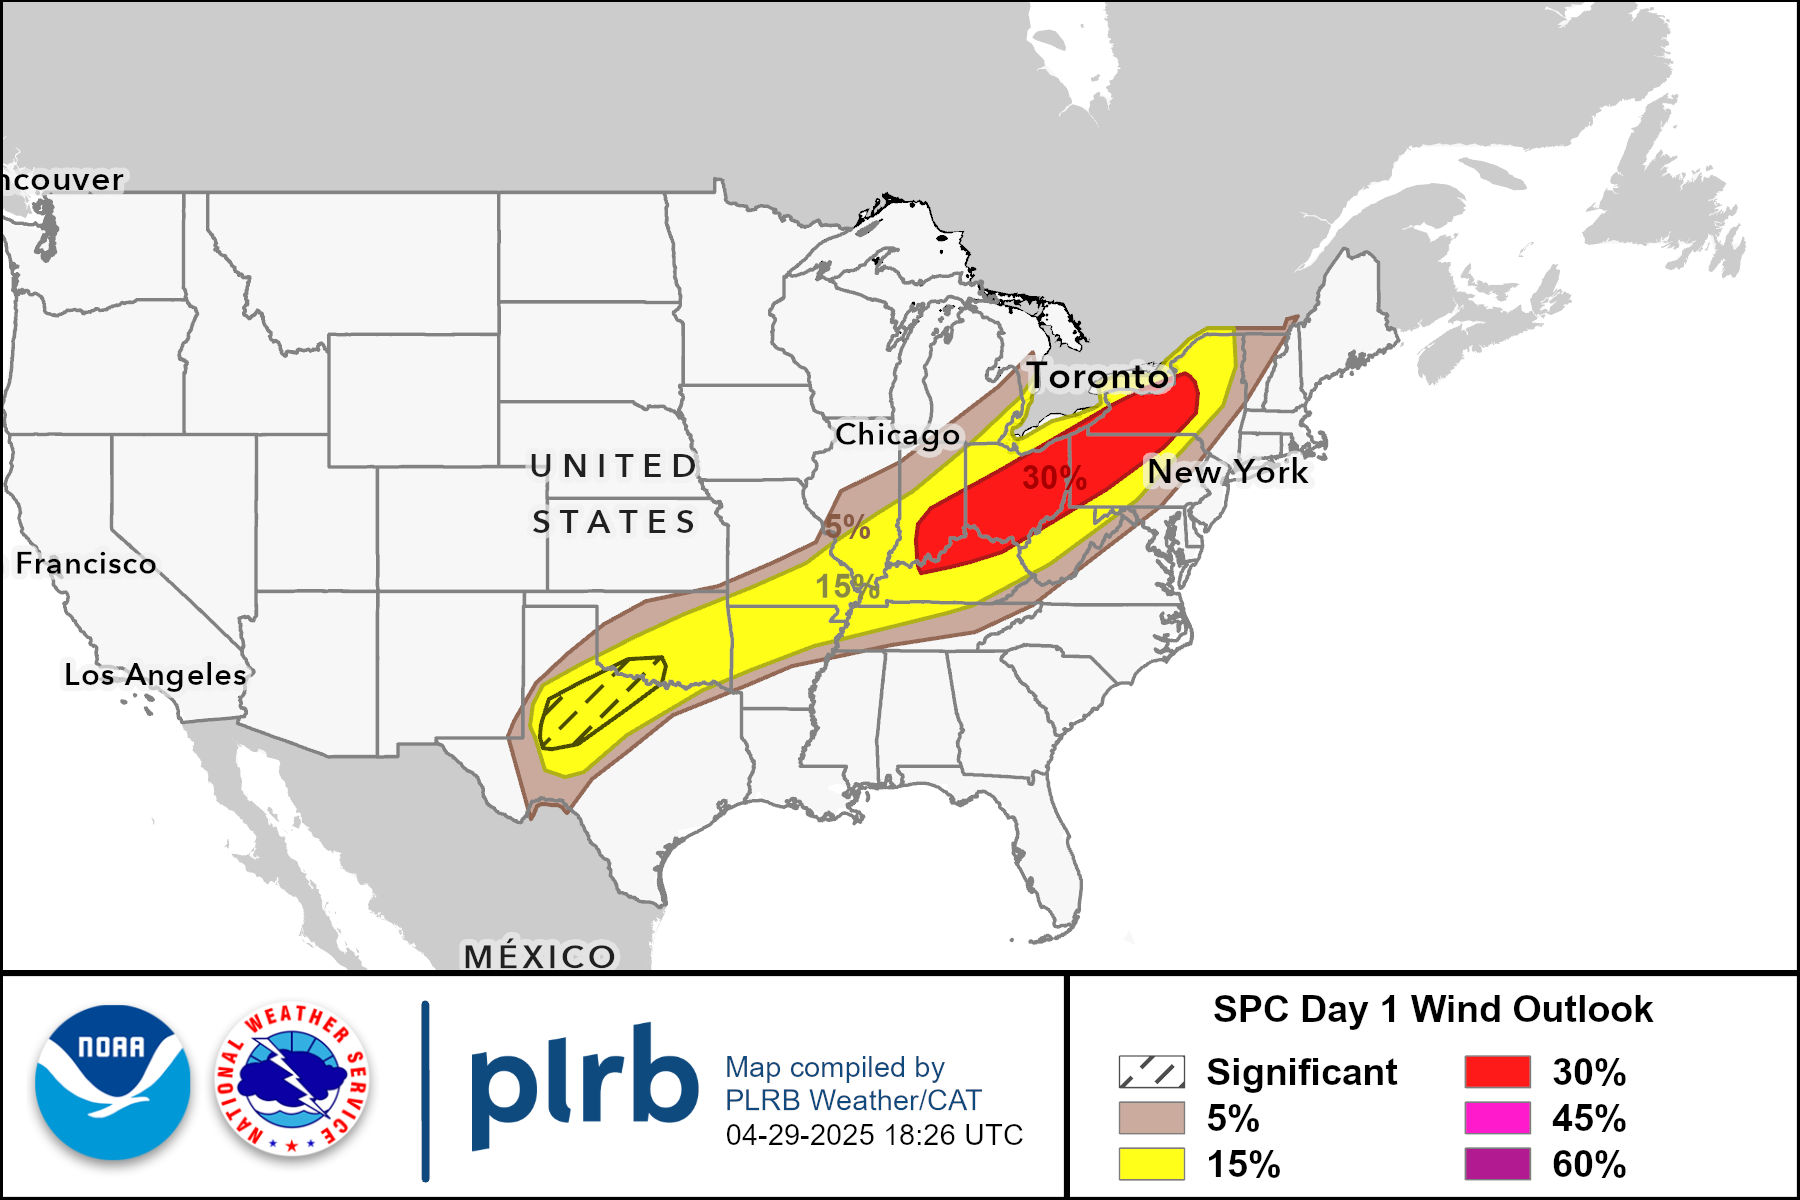 ncouver
Toronto
Chicago
UNITED
STATES
New York
30%
5%
15%
Francisco
Los Angeles
MÉXICO
NOAA
NATIONAL WEATHER SERVICE
plrb
Map compiled by
PLRB Weather/CAT
04-29-2025 18:26 UTC
SPC Day 1 Wind Outlook
Significant
5%
15%
30%
45%
60%